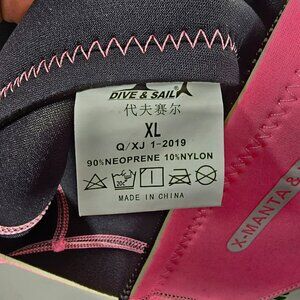 DIVE & SAIL
代夫赛尔
XL
Q/XJ 1-2019
90%NEOPRENE 10%NYLON
MADE IN CHINA
X-MANTA &